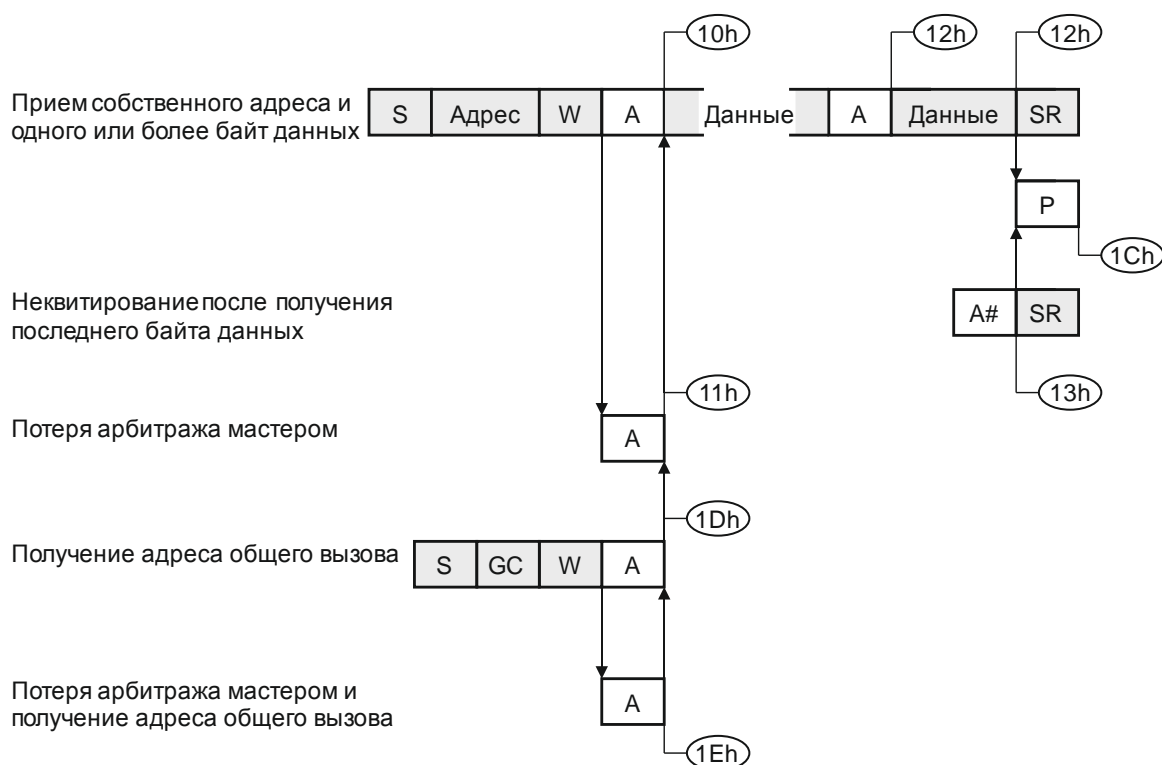 10h 12h 12h
Прием собственного адреса и
одного или более байт данных
S Адрес W A Данные A Данные SR
P
1Ch
Неквитирование после получения
последнего байта данных
A# SR
11h 13h
Потеря арбитража мастером
A
1Dh
Получение адреса общего вызова
S GC W A
Потеря арбитража мастером и
получение адреса общего вызова
A
1Eh